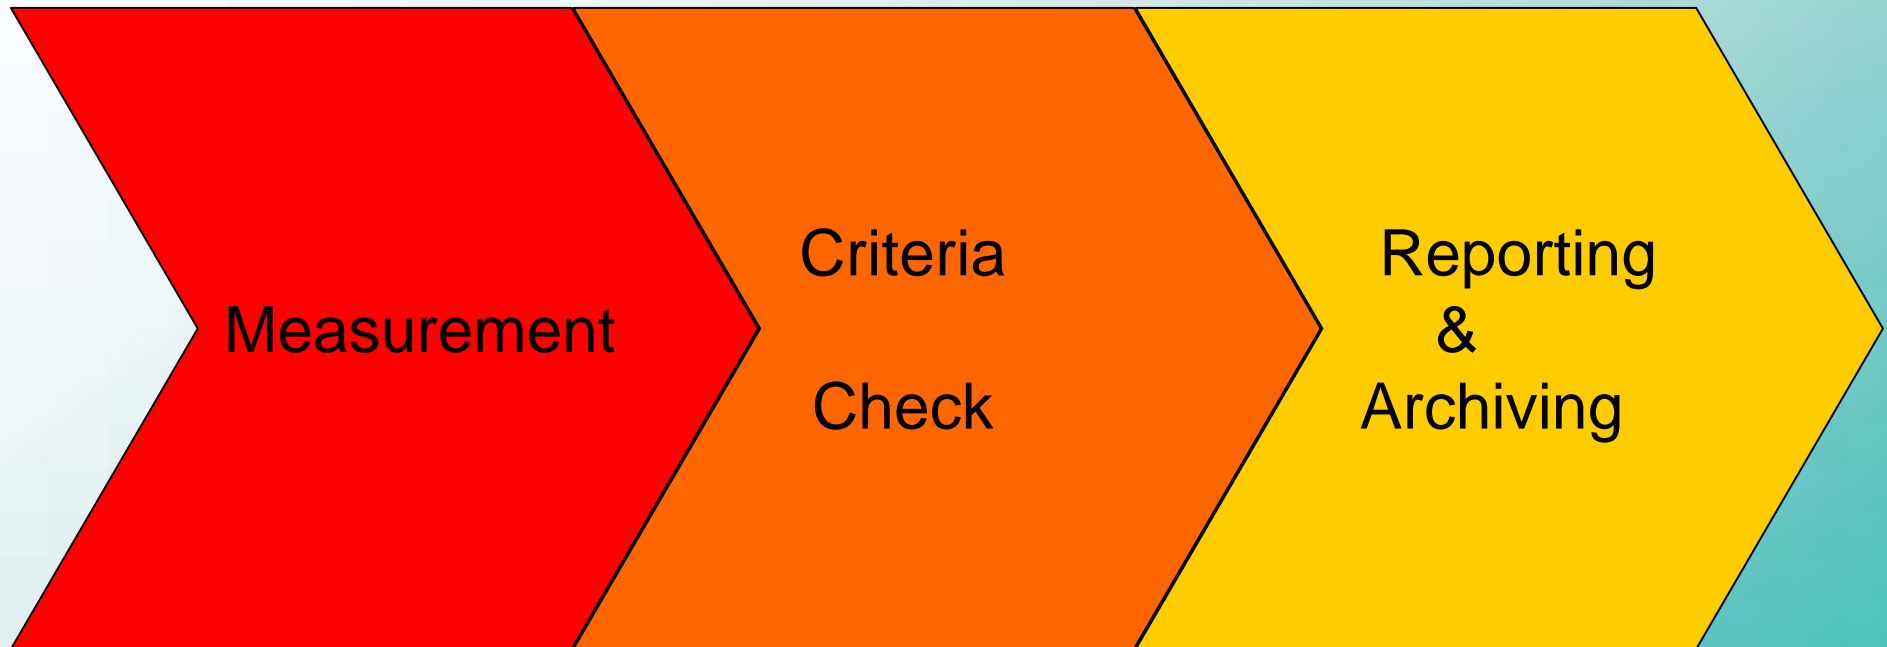 Measurement
Criteria
Check
Reporting
&
Archiving